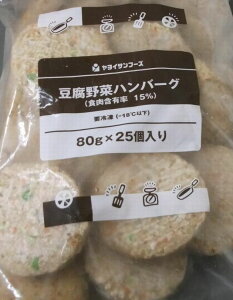 ヤヨイサンフーズ
豆腐野菜ハンバーグ
(食肉含有率 15%)
要冷凍(-18℃以下)
80g×25個入り